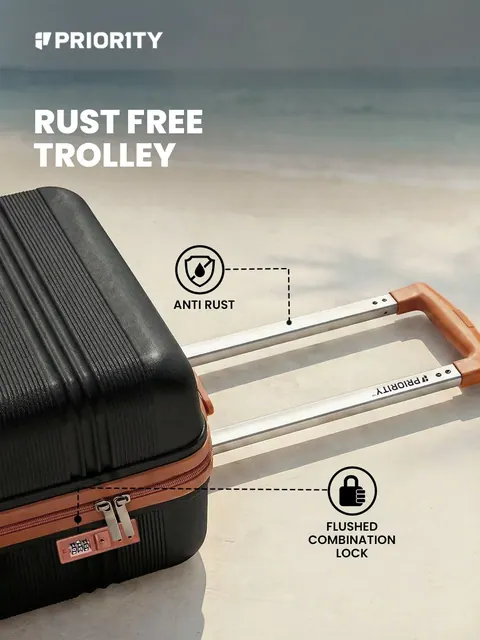 PRIORITY
RUST FREE
TROLLEY
ANTI RUST
PRIORITY
FLUSHED
COMBINATION
LOCK